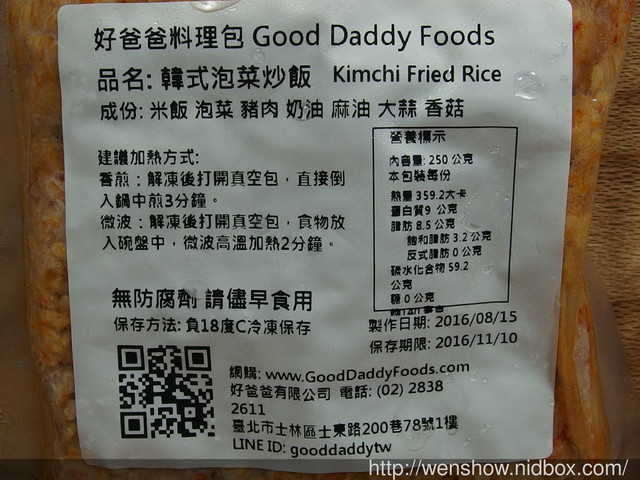 好爸爸料理包 Good Daddy Foods
品名: 韓式泡菜炒飯 Kimchi Fried Rice
成份: 米飯 泡菜 豬肉 奶油 麻油 大蒜 香菇
建議加熱方式:
香煎：解凍後打開真空包，直接倒
入鍋中煎3分鐘。
微波：解凍後打開真空包，食物放
入碗盤中，微波高溫加熱2分鐘。
營養標示
內容量: 250 公克
本包裝每份
熱量 359.2大卡
蛋白質9 公克
脂肪 8.5 公克
飽和脂肪 3.2 公克
反式脂肪 0 公克
碳水化合物 59.2
公克
糖 0 公克
無防腐劑 請儘早食用
保存方法: 負18度C冷凍保存
製作日期: 2016/08/15
保存期限: 2016/11/10
網購: www.GoodDaddyFoods.com
好爸爸有限公司 電話: (02) 2838
2611
臺北市士林區士東路200巷78號1樓
LINE ID: gooddaddytw
http://wenshow.nidbox.com/